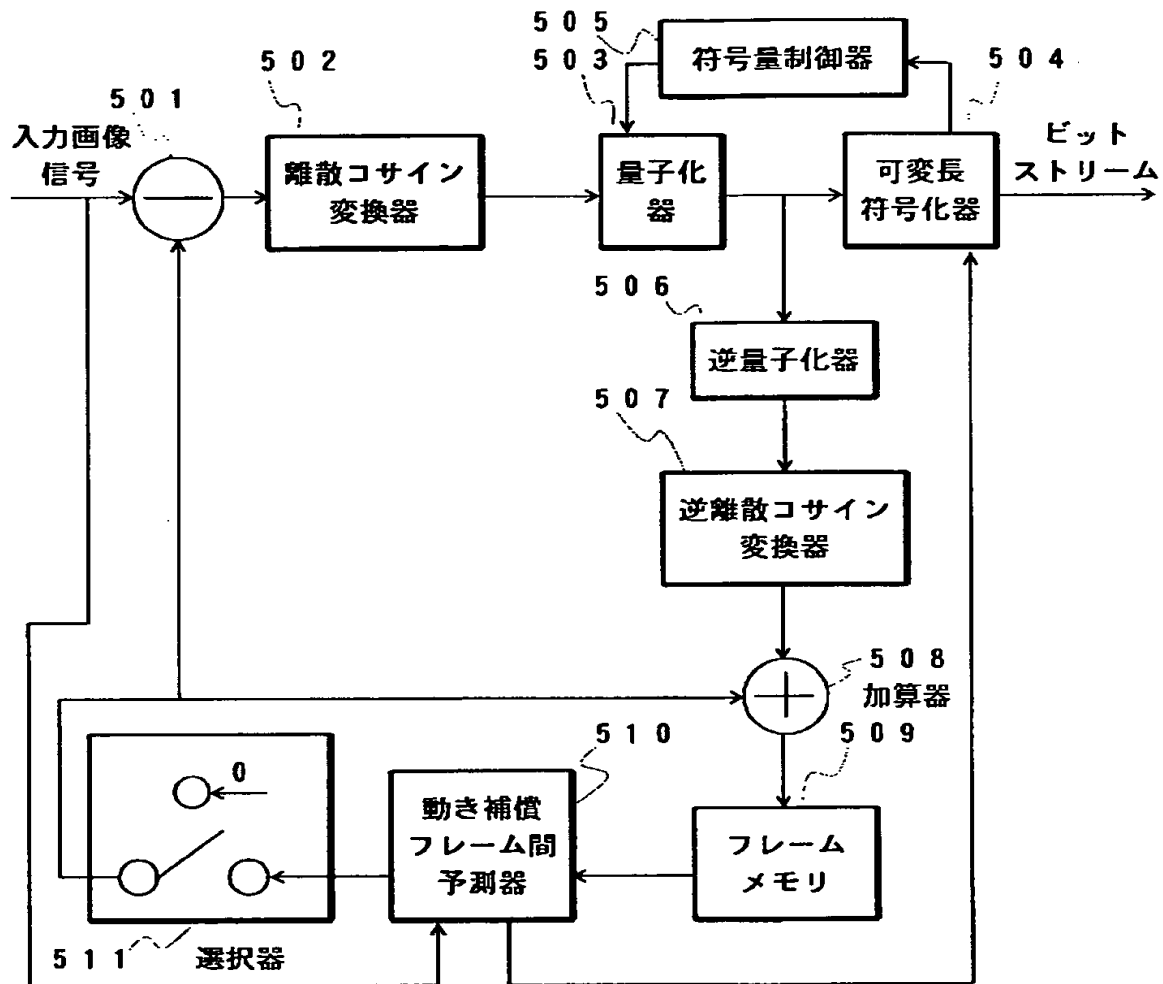 505
符号量制御器
503
504
502
501
入力画像
信号
離散コサイン
変換器
量子化
器
可変長
符号化器
ビット
ストリーム
506
逆量子化器
507
逆離散コサイン
変換器
508
加算器
509
フレーム
メモリ
510
動き補償
フレーム間
予測器
0
511
選択器